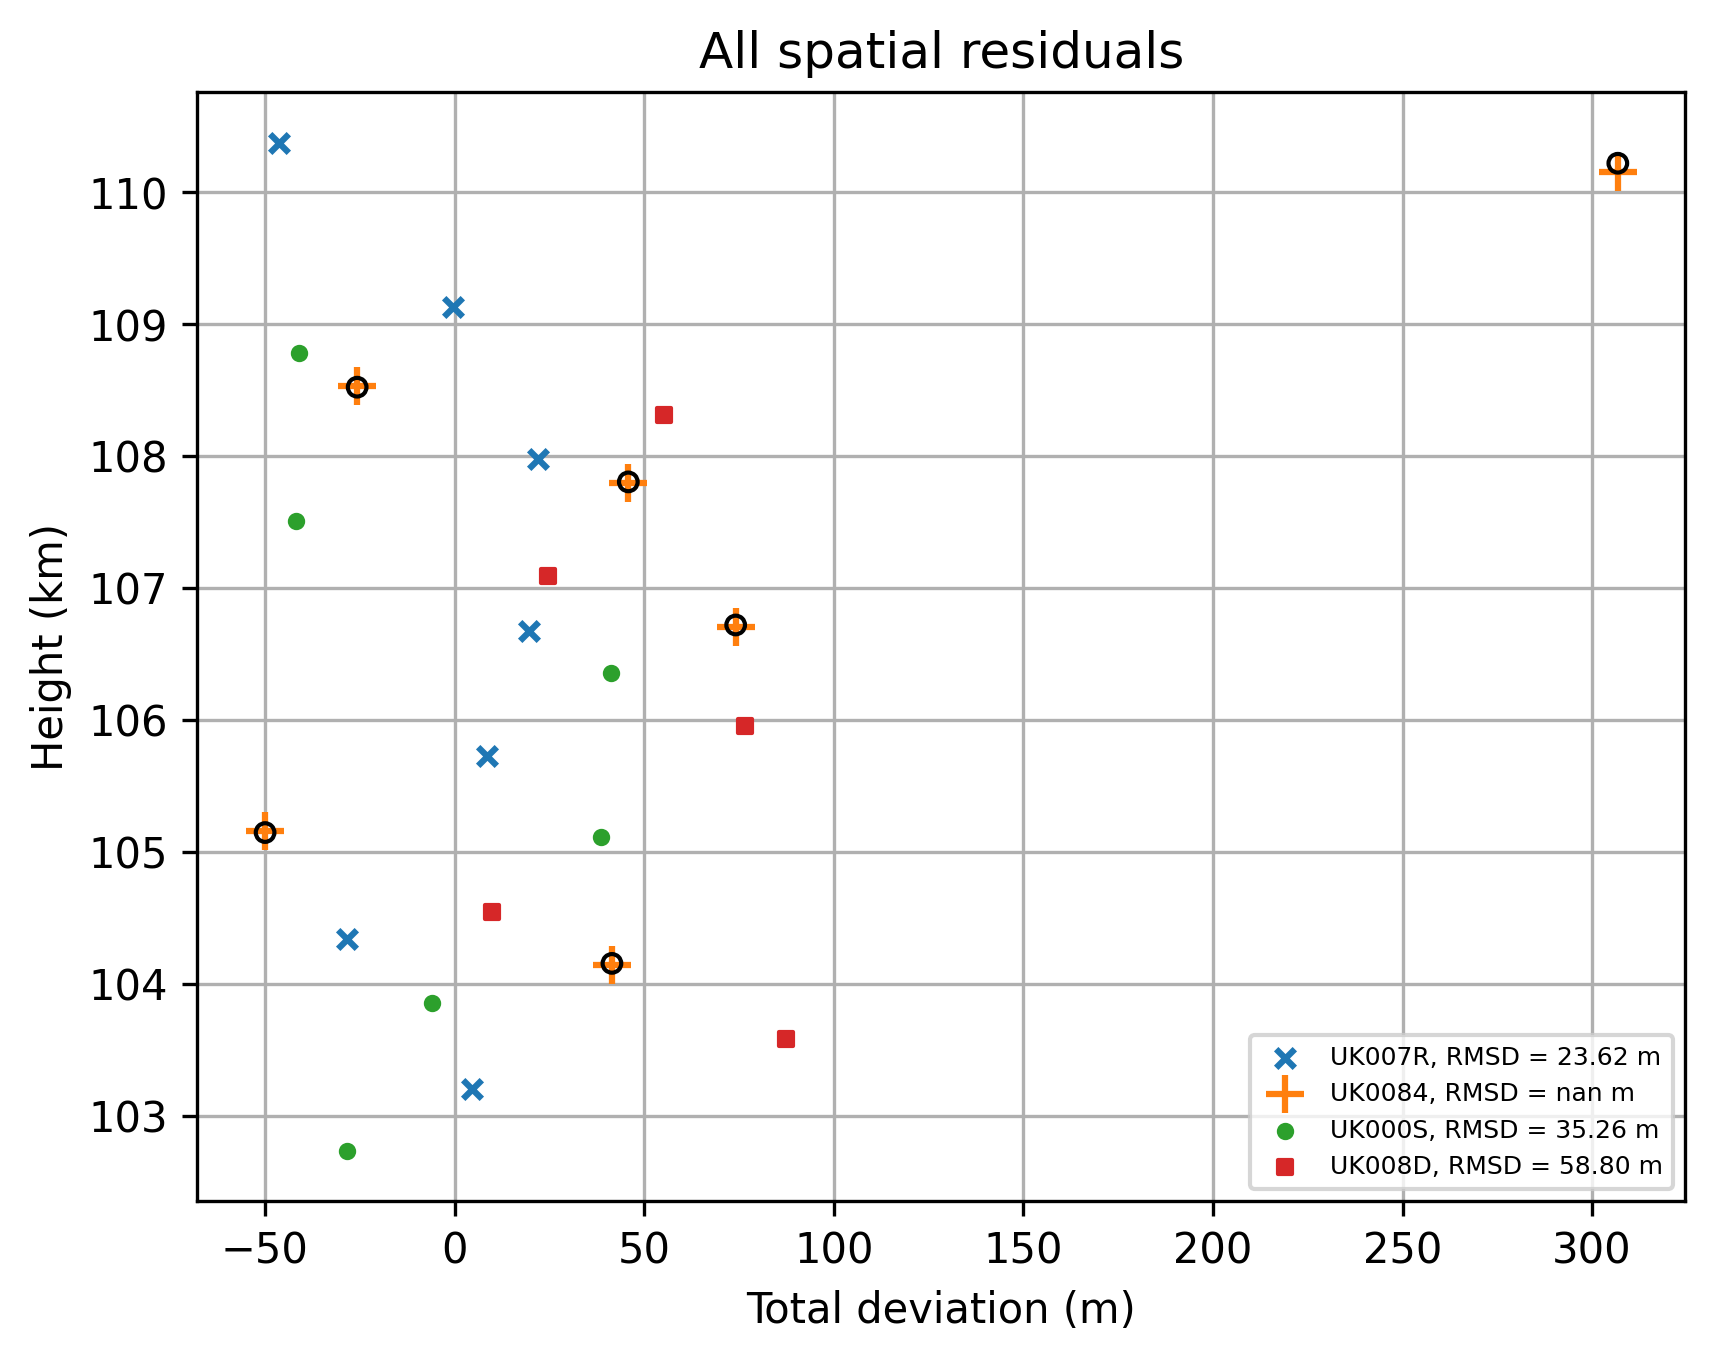 All spatial residuals
Height (km)
110
109
108
107
106
105
104
103
UK007R, RMSD = 23.62 m
UK0084, RMSD = nan m
UK000S, RMSD = 35.26 m
UK008D, RMSD = 58.80 m
−50 0 50 100 150 200 250 300
Total deviation (m)